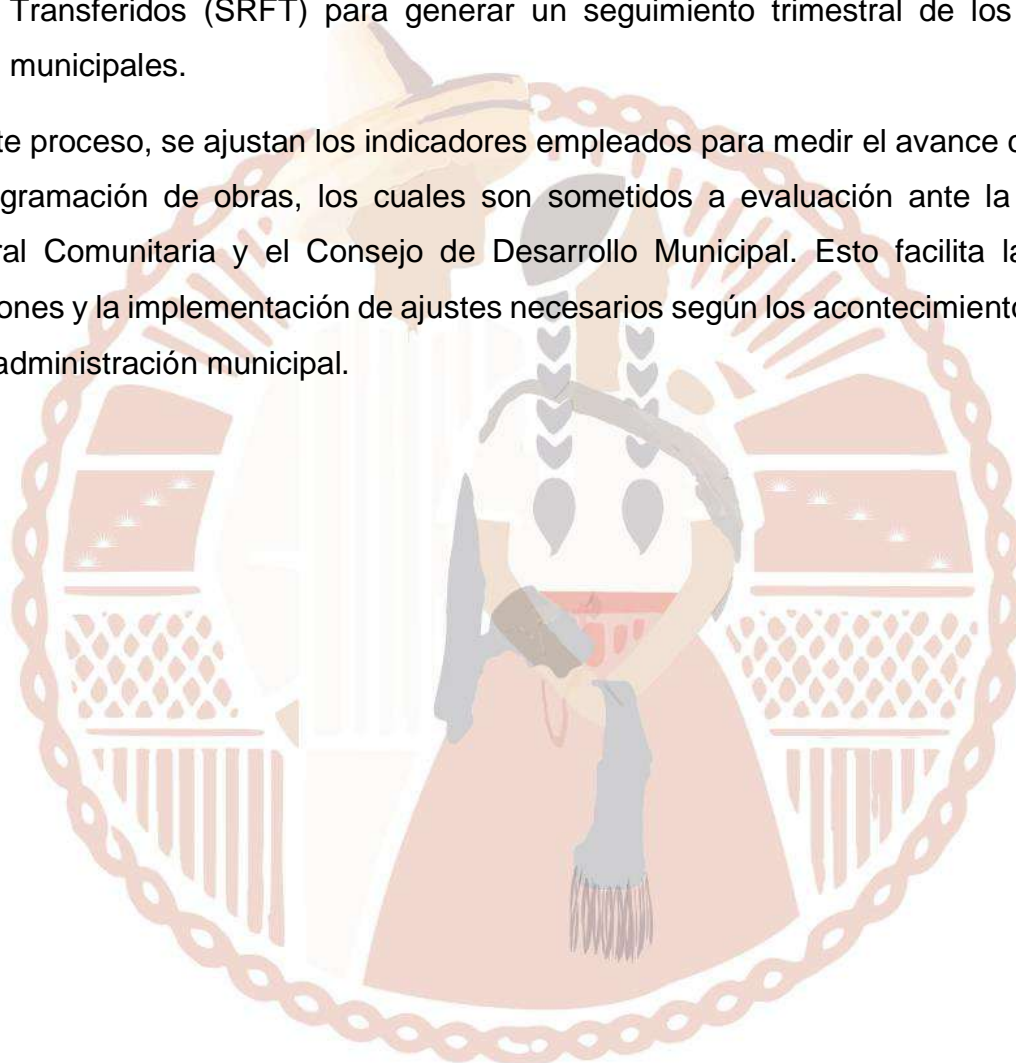 Transferidos (SRFT) para generar un seguimiento trimestral de los
municipales.
te proceso, se ajustan los indicadores empleados para medir el avance
gramación de obras, los cuales son sometidos a evaluación ante la
ral Comunitaria y el Consejo de Desarrollo Municipal. Esto facilita la
ones y la implementación de ajustes necesarios según los acontecimiento
administración municipal.